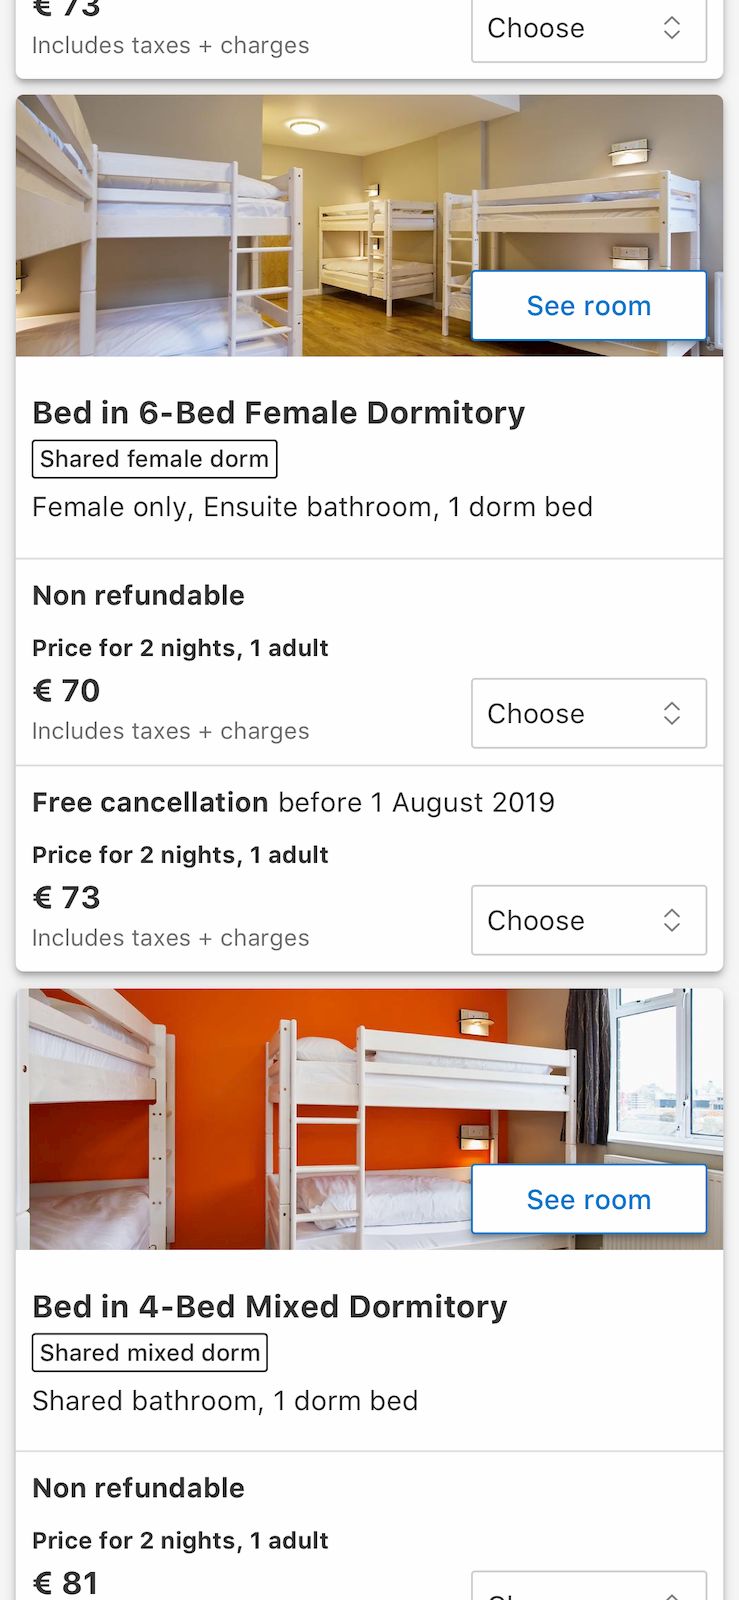 € 73
Includes taxes + charges
Choose
See room
Bed in 6-Bed Female Dormitory
Shared female dorm
Female only, Ensuite bathroom, 1 dorm bed
Non refundable
Price for 2 nights, 1 adult
€ 70
Includes taxes + charges
Choose
Free cancellation before 1 August 2019
Price for 2 nights, 1 adult
€ 73
Includes taxes + charges
Choose
See room
Bed in 4-Bed Mixed Dormitory
Shared mixed dorm
Shared bathroom, 1 dorm bed
Non refundable
Price for 2 nights, 1 adult
€ 81